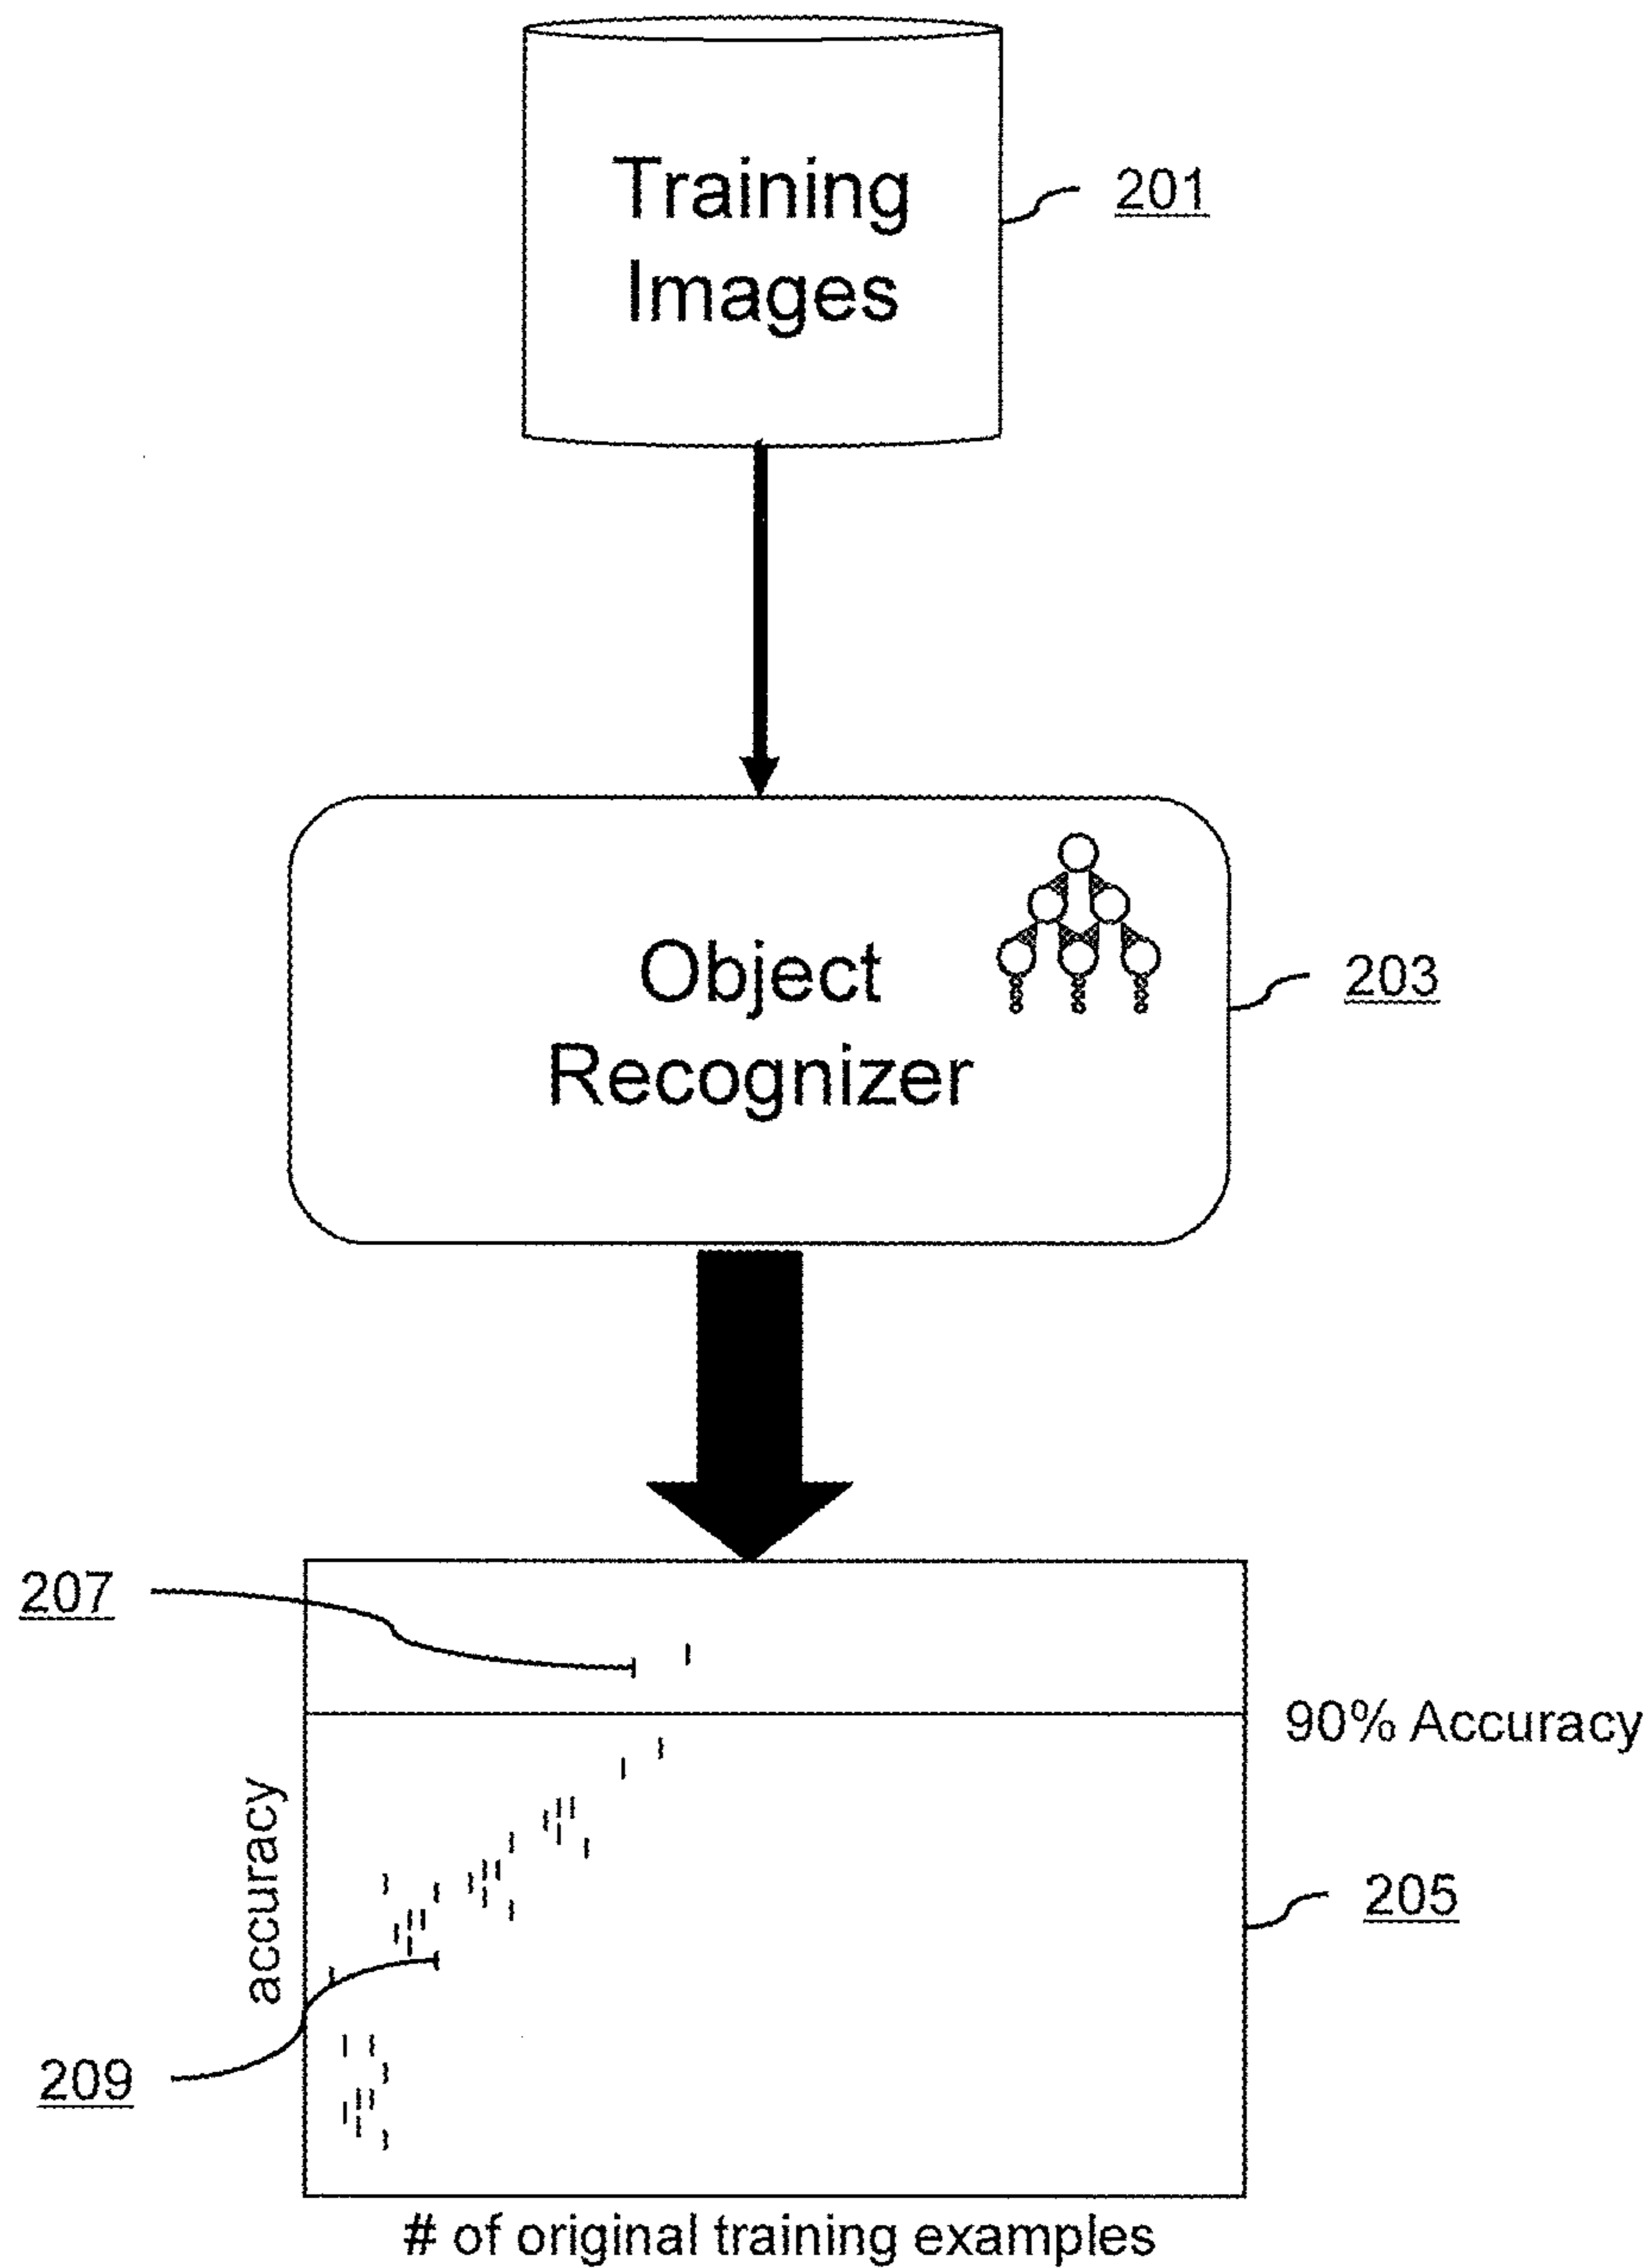 Training
Images
201
Object
Recognizer
203
207
90% Accuracy
accuracy
205
209
# of original training examples